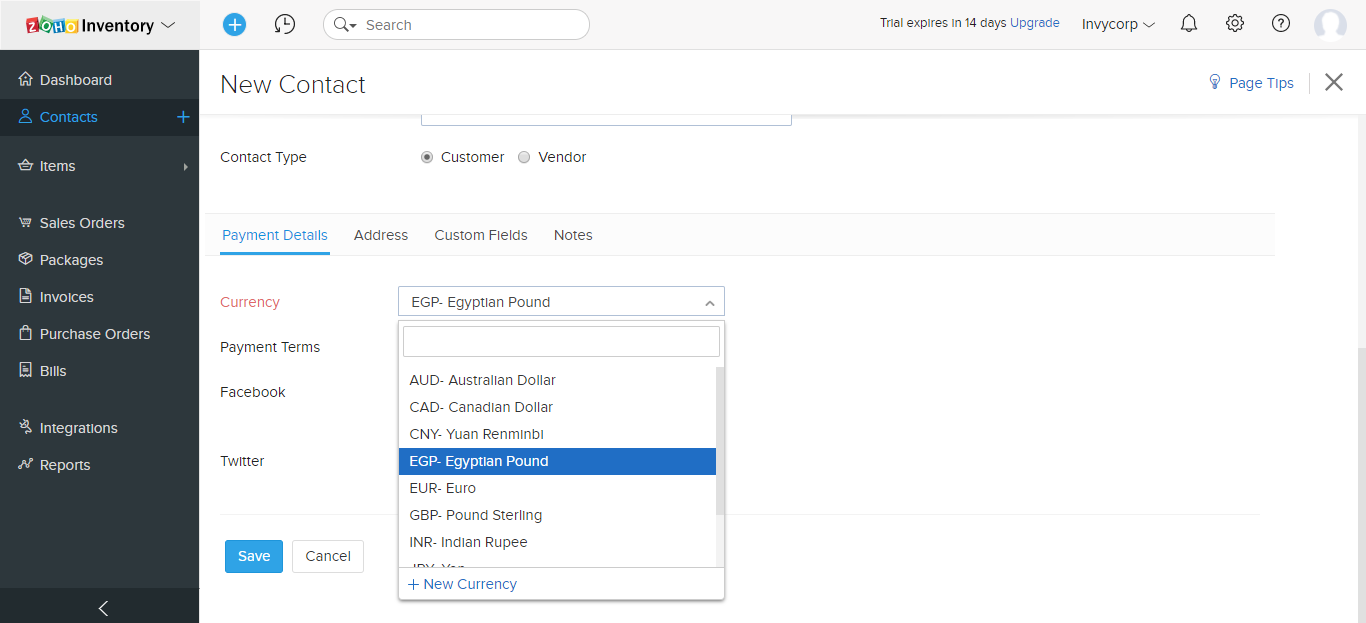 ZOHO Inventory
Search
Trial expires in 14 days Upgrade
Invycorp
Dashboard
Contacts
Items
Sales Orders
Packages
Invoices
Purchase Orders
Bills
Integrations
Reports
New Contact
Page Tips
Contact Type
Customer
Vendor
Payment Details
Address
Custom Fields
Notes
Currency
EGP- Egyptian Pound
Payment Terms
Facebook
Twitter
AUD- Australian Dollar
CAD- Canadian Dollar
CNY- Yuan Renminbi
EGP- Egyptian Pound
EUR- Euro
GBP- Pound Sterling
INR- Indian Rupee
JPY- Yen
+ New Currency
Save
Cancel